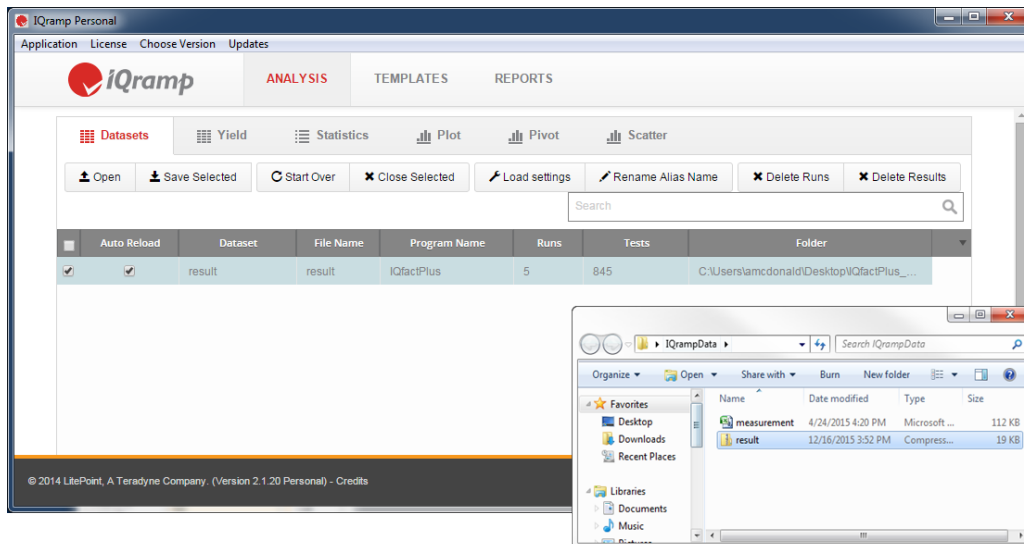 IQramp Personal
Application License Choose Version Updates
iQramp ANALYSIS TEMPLATES REPORTS
Datasets Yield Statistics Plot Pivot Scatter
Open Save Selected Start Over Close Selected Load settings Rename Alias Name Delete Runs Delete Results
Search
Auto Reload Dataset File Name Program Name Runs Tests Folder
result result IQfactPlus 5 845 C:\Users\amcdonald\Desktop\IQfactPlus_...
© 2014 LitePoint, A Teradyne Company. (Version 2.1.20 Personal) - Credits
IQrampData Search IQrampData
Organize Open Share with Burn New folder
Favorites
Desktop
Downloads
Recent Places
Libraries
Documents
Music
Pictures
Name Date modified Type Size
measurement 4/24/2015 4:20 PM Microsoft ... 112 KB
result 12/16/2015 3:52 PM Compress... 19 KB